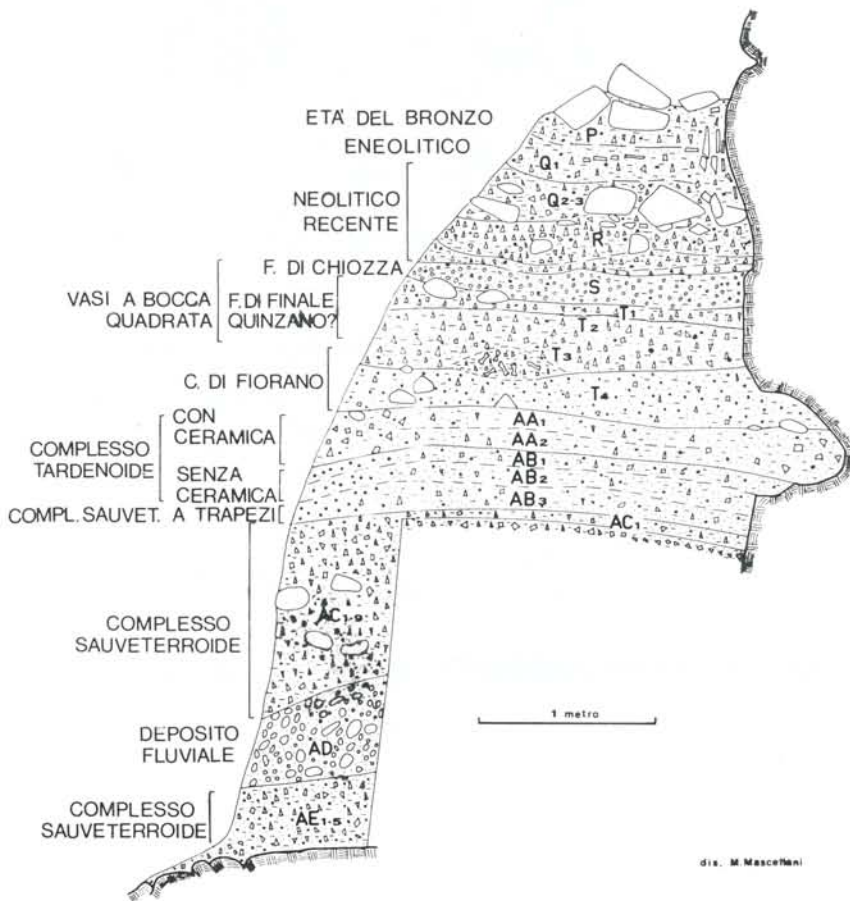 ETÀ' DEL BRONZO
ENEOLITICO
NEOLITICO
RECENTE
F. DI CHIOZZA
VASI A BOCCA
QUADRATA
F. DI FINALE
QUINZANO?
C. DI FIORANO
COMPLESSO
TARDENOIDE
CON
CERAMICA
SENZA
CERAMICA
COMPL. SAUVET. A TRAPEZI
COMPLESSO
SAUVETERROIDE
DEPOSITO
FLUVIALE
COMPLESSO
SAUVETERROIDE
P
Q1
Q2-3
R
S
T1
T2
T3
T4
AA1
AA2
AB1
AB2
AB3
AC1
AC1-9
AD
AE1-5
1 metro
dis. M. Mascettani